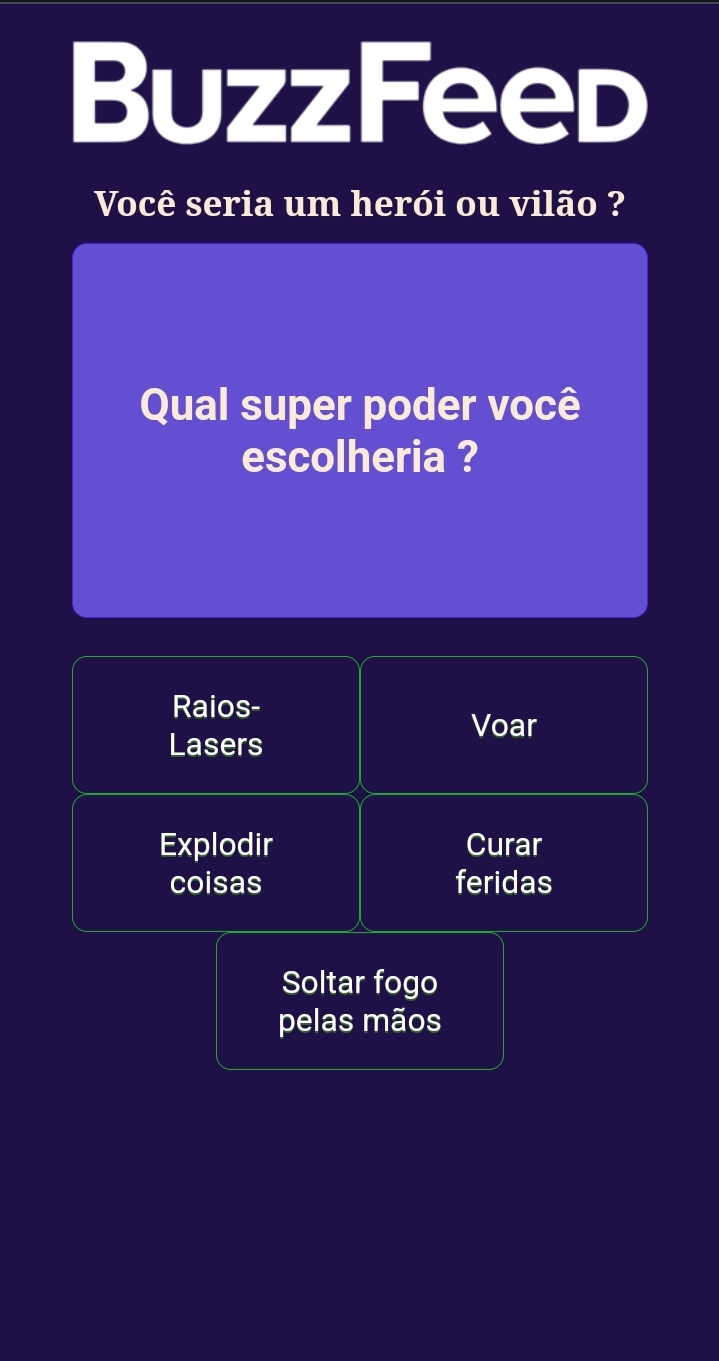 BuzzFeed
Você seria um herói ou vilão ?
Qual super poder você
escolheria ?
Raios-
Lasers
Voar
Explodir
coisas
Curar
feridas
Soltar fogo
pelas mãos